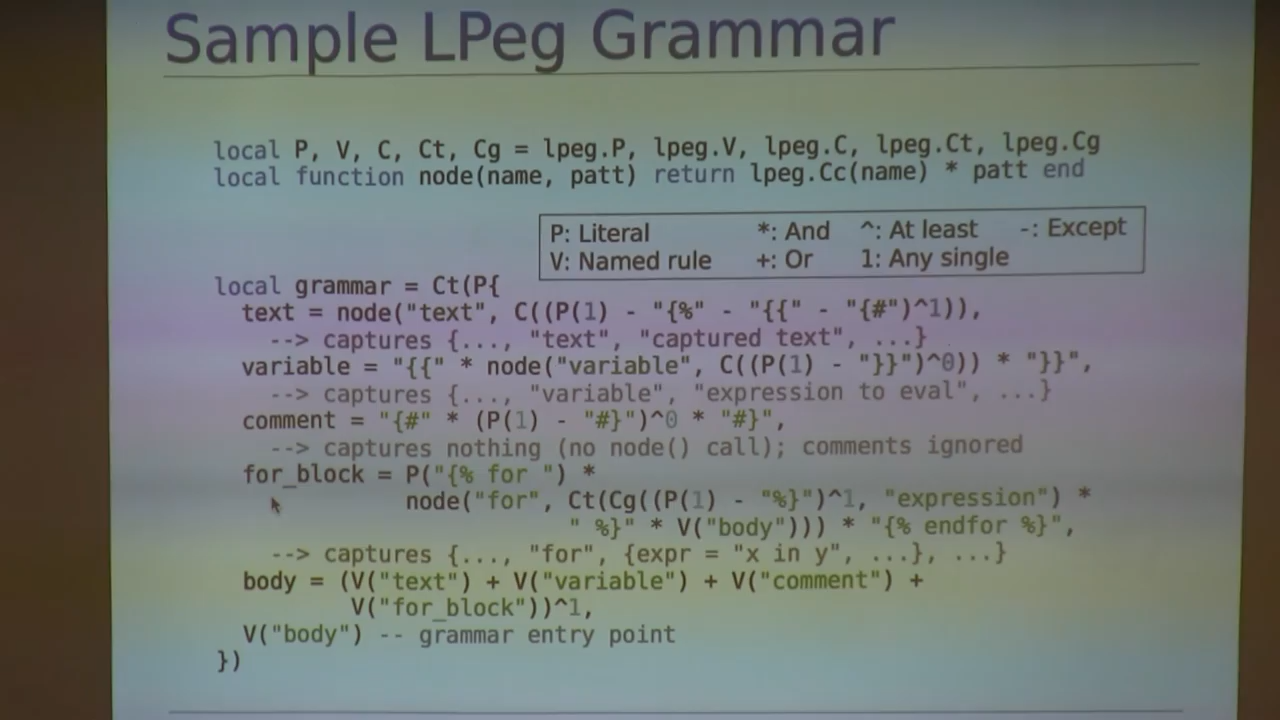 Sample LPeg Grammar
local P, V, C, Ct, Cg = lpeg.P, lpeg.V, lpeg.C, lpeg.Ct, lpeg.Cg
local function node(name, patt) return lpeg.Cc(name) * patt end
P: Literal *: And ^: At least -: Except
V: Named rule +: Or 1: Any single
local grammar = Ct(P{
text = node("text", C((P(1) - "{%" - "{{" - "{#")^1)),
--> captures {..., "text", "captured text", ...}
variable = "{{" * node("variable", C((P(1) - "}}")^0)) * "}}",
--> captures {..., "variable", "expression to eval", ...}
comment = "{#" * (P(1) - "#}")^0 * "#}",
--> captures nothing (no node() call); comments ignored
for_block = P("{% for ") *
node("for", Ct(Cg((P(1) - "%}")^1, "expression") *
" %}" * V("body"))) * "{% endfor %}",
--> captures {..., "for", {expr = "x in y", ...}, ...}
body = (V("text") + V("variable") + V("comment") +
V("for_block"))^1,
V("body") -- grammar entry point
})